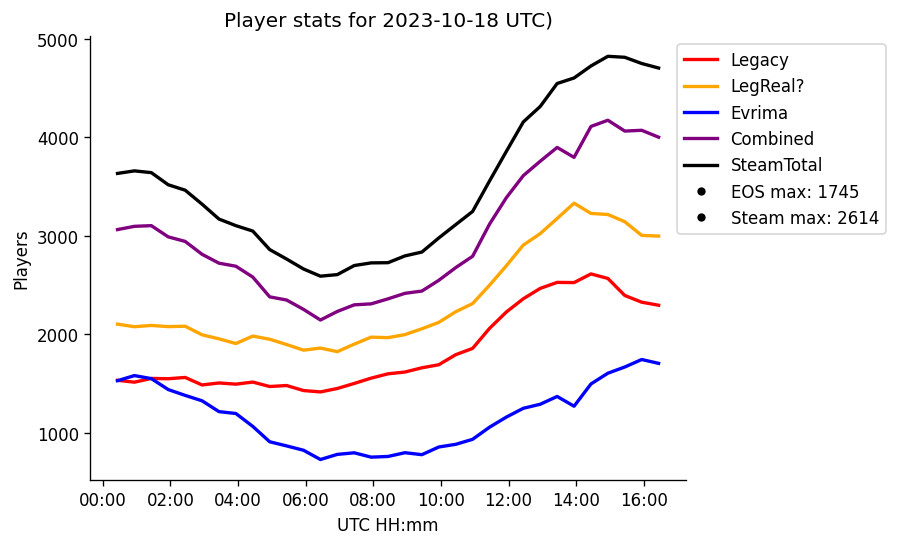 Player stats for 2023-10-18 UTC)
5000
4000
3000
2000
1000
Players
00:00 02:00 04:00 06:00 08:00 10:00 12:00 14:00 16:00
UTC HH:mm
Legacy
LegReal?
Evrima
Combined
SteamTotal
EOS max: 1745
Steam max: 2614